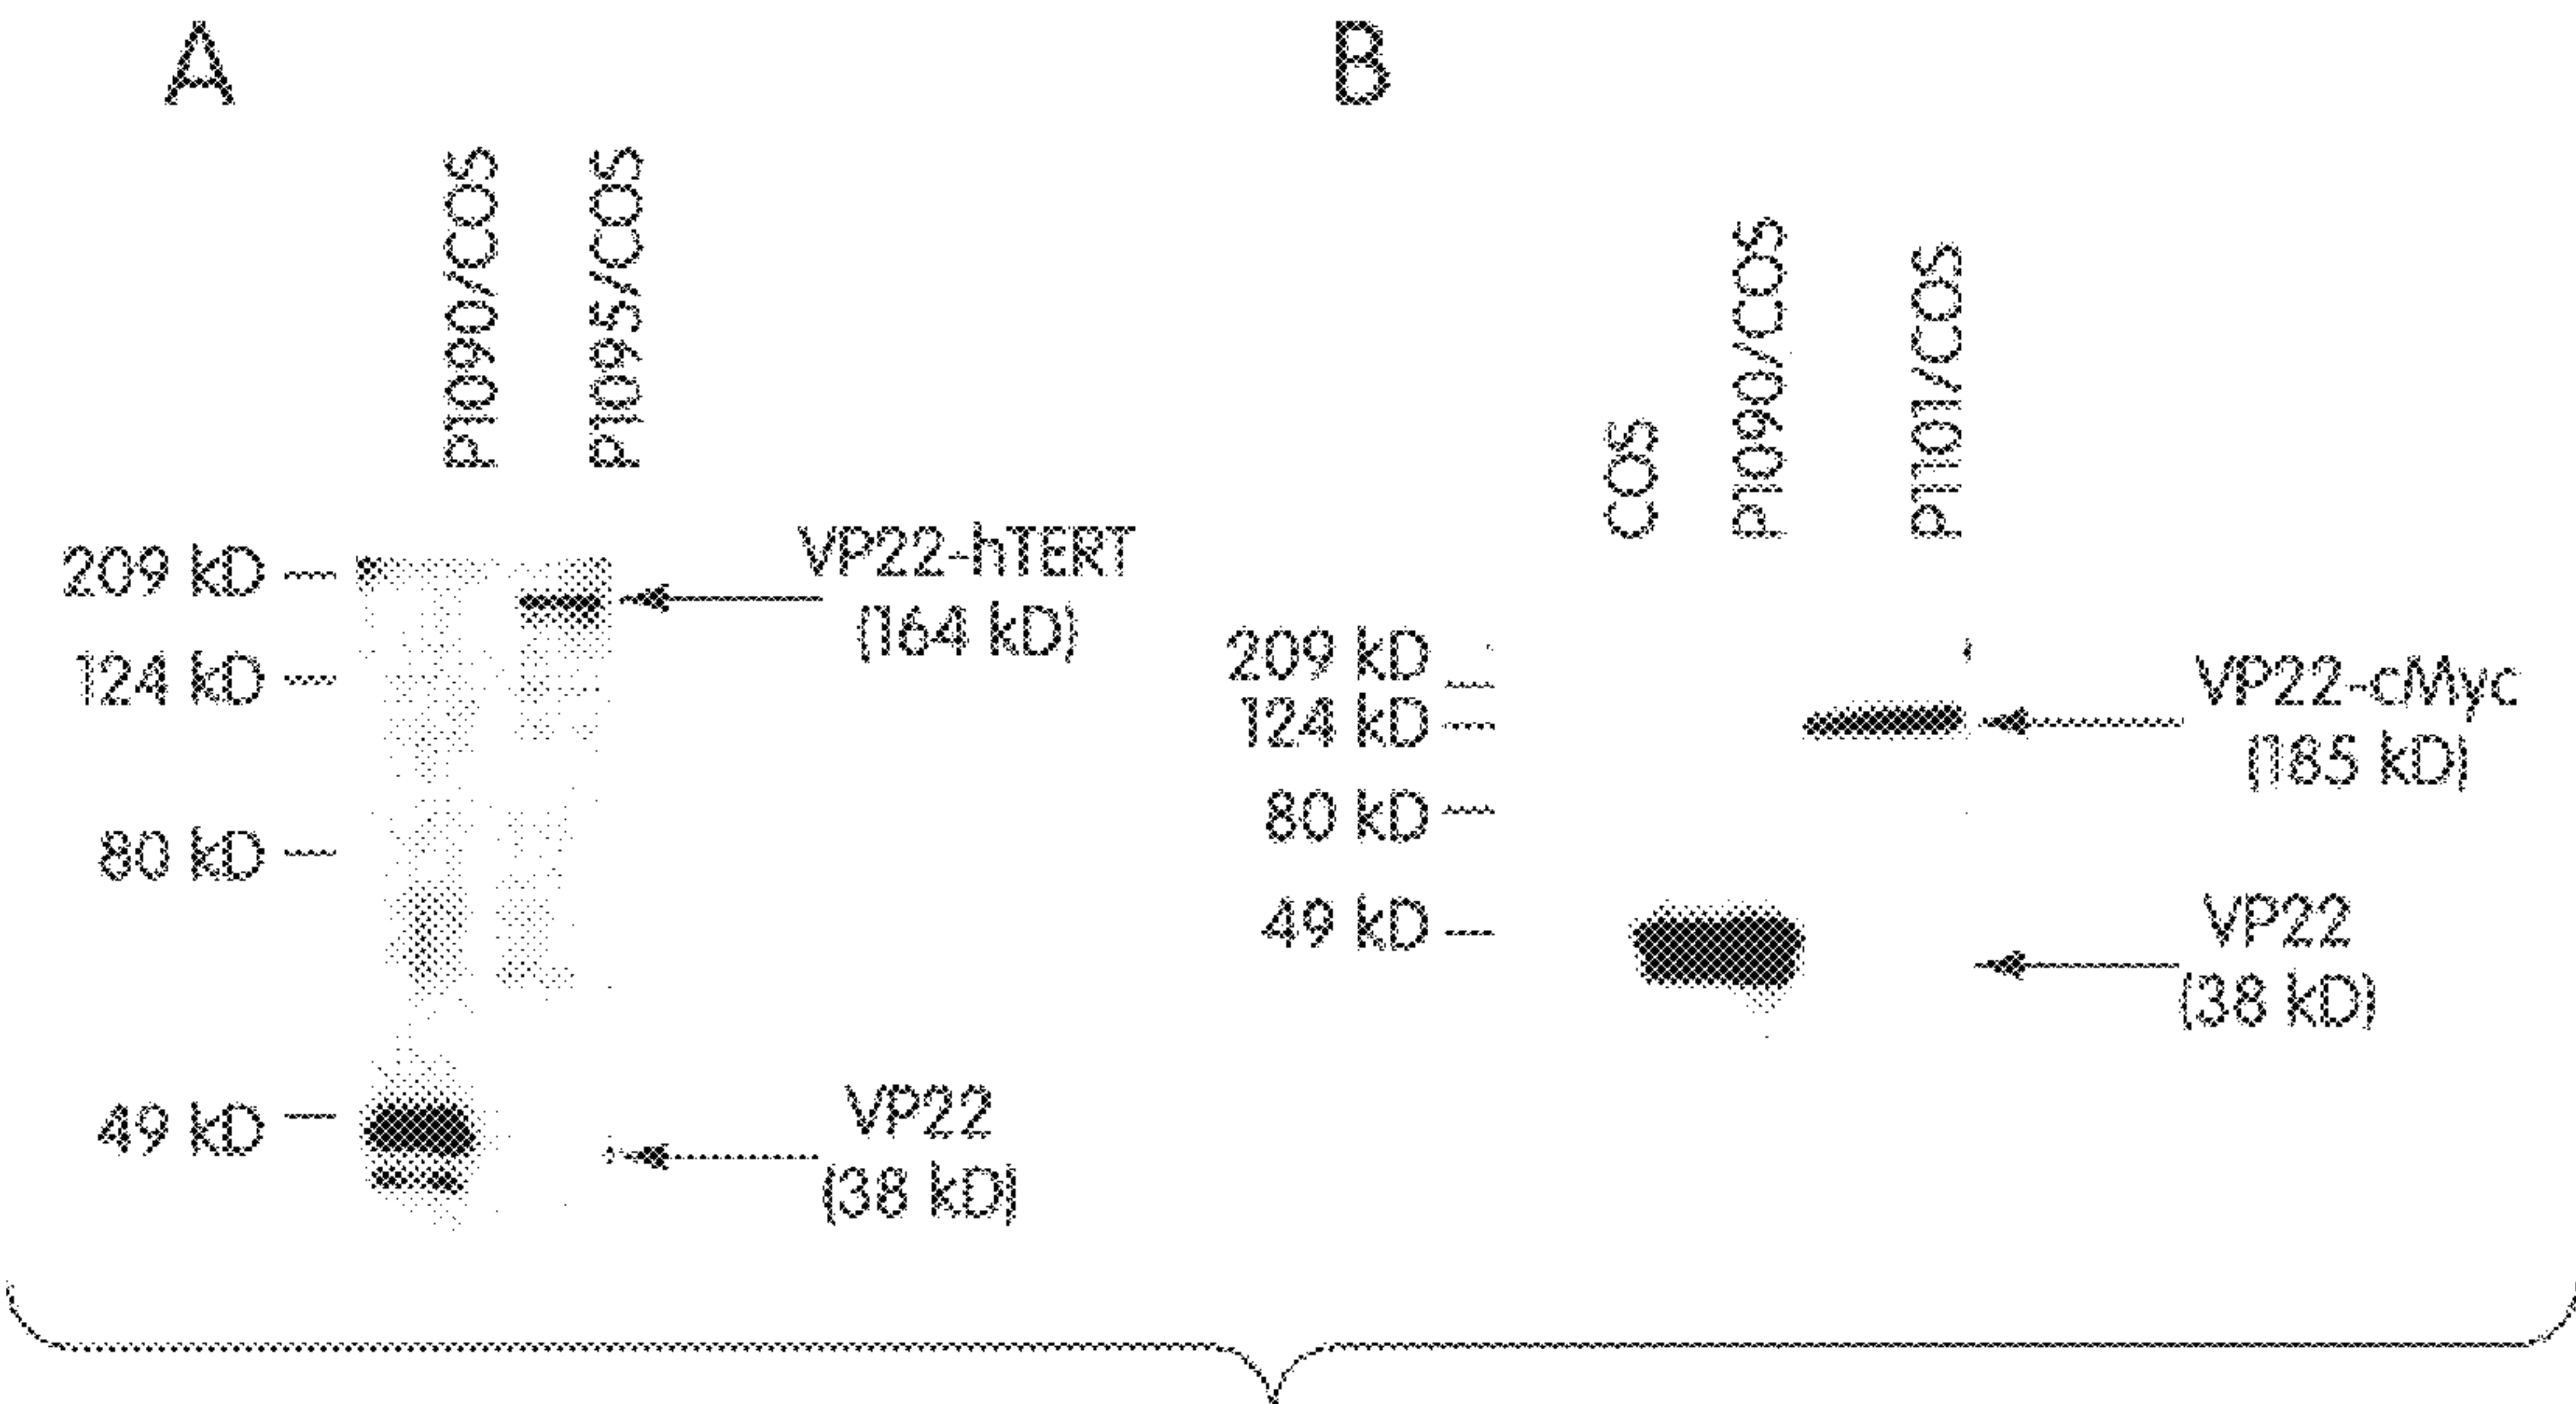 A
P1090/COS
P1095/COS
209 kD
124 kD
80 kD
49 kD
VP22-hTERT
(164 kD)
VP22
(38 kD)
B
COS
P1090/COS
P1101/COS
209 kD
124 kD
80 kD
49 kD
VP22-cMyc
(185 kD)
VP22
(38 kD)